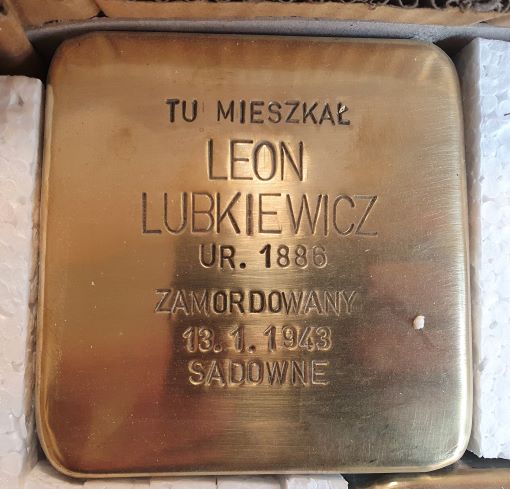 TU MIESZKAŁ
LEON
LUBKIEWICZ
UR. 1886
ZAMORDOWANY
13.1.1943
SADOWNE